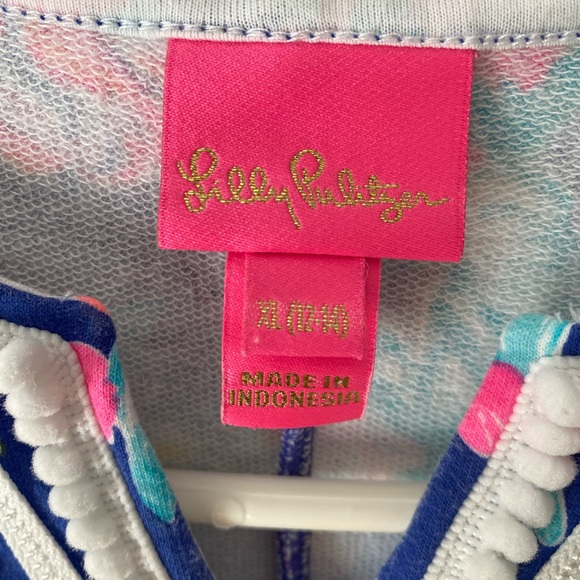 Lilly Pulitzer
XL (12-14)
MADE IN
INDONESIA